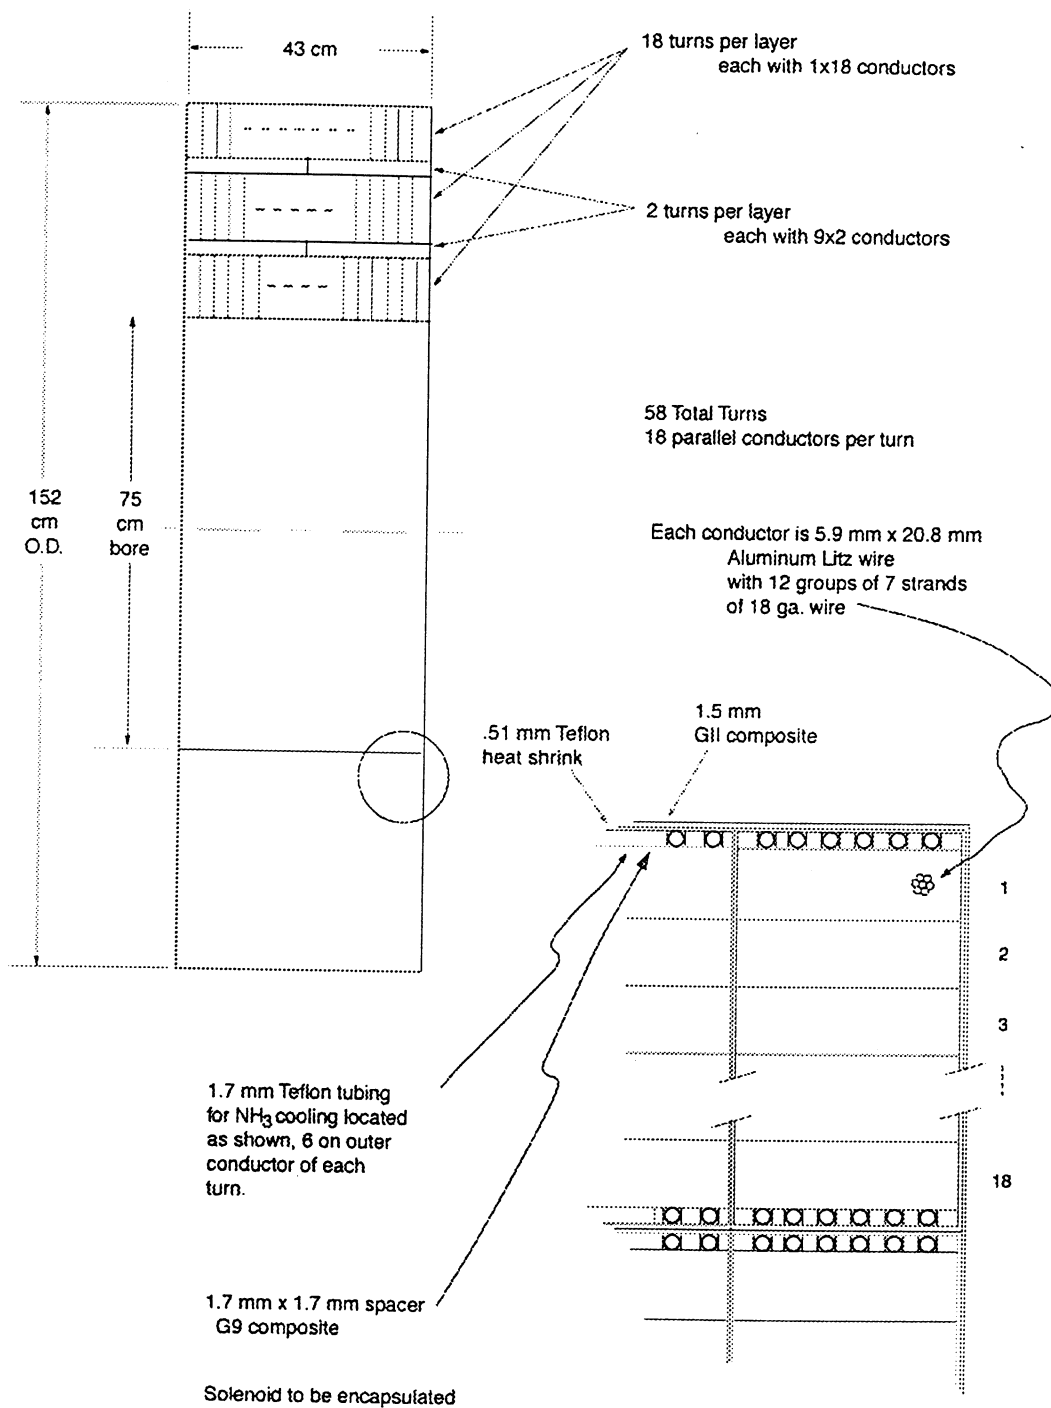 43 cm
18 turns per layer
each with 1x18 conductors
2 turns per layer
each with 9x2 conductors
58 Total Turns
18 parallel conductors per turn
152
cm
O.D.
75
cm
bore
Each conductor is 5.9 mm x 20.8 mm
Aluminum Litz wire
with 12 groups of 7 strands
of 18 ga. wire
.51 mm Teflon
heat shrink
1.5 mm
GII composite
1
2
3
18
1.7 mm Teflon tubing
for NH3 cooling located
as shown, 6 on outer
conductor of each
turn.
1.7 mm x 1.7 mm spacer
G9 composite
Solenoid to be encapsulated